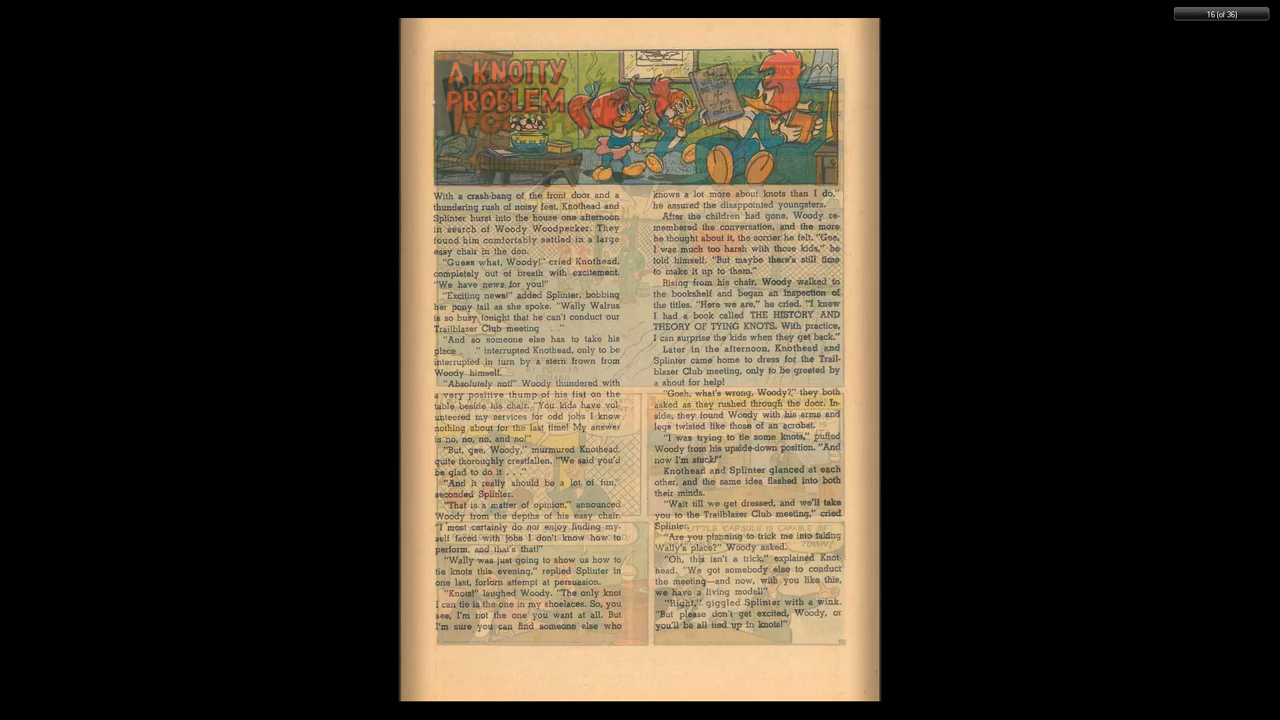 16 (of 36)
A KNOTTY
PROBLEM
With a crash-bang of the front door and a
thundering rush of noisy feet, Knothead and
Splinter burst into the house one afternoon
in search of Woody Woodpecker. They
found him comfortably settled in a large
easy chair in the den.
"Guess what, Woody!" cried Knothead,
completely out of breath with excitement.
"We have news for you!"
"Exciting news!" added Splinter, bobbing
her pony tail as she spoke. "Wally Walrus
is so busy tonight that he can't conduct our
Trailblazer Club meeting . . ."
"And so someone else has to take his
place . . ." interrupted Knothead, only to be
interrupted in turn by a stern frown from
Woody himself.
"Absolutely not!" Woody thundered with
a very positive thump of his fist on the
table beside his chair. "You kids have vol-
unteered my services for odd jobs I know
nothing about for the last time! My answer
is no, no, no, and no!"
"But, gee, Woody," murmured Knothead,
quite thoroughly crestfallen. "We said you'd
be glad to do it . . ."
"And it really should be a lot of fun,"
seconded Splinter.
"That is a matter of opinion," announced
Woody from the depths of his easy chair.
"I most certainly do not enjoy finding my-
self faced with jobs I don't know how to
perform, and that's that!"
"Wally was just going to show us how to
tie knots this evening," replied Splinter in
one last, forlorn attempt at persuasion.
"Knots!" laughed Woody. "The only knot
I can tie is the one in my shoelaces. So, you
see, I'm not the one you want at all. But
I'm sure you can find someone else who
knows a lot more about knots than I do,"
he assured the disappointed youngsters.
After the children had gone, Woody re-
membered the conversation, and the more
he thought about it, the sorrier he felt. "Gee,
I was much too harsh with those kids," he
told himself. "But maybe there's still time
to make it up to them."
Rising from his chair, Woody walked to
the bookshelf and began an inspection of
the titles. "Here we are," he cried. "I knew
I had a book called THE HISTORY AND
THEORY OF TYING KNOTS. With practice,
I can surprise the kids when they get back."
Later in the afternoon, Knothead and
Splinter came home to dress for the Trail-
blazer Club meeting, only to be greeted by
a shout for help!
"Gosh, what's wrong, Woody?" they both
asked as they rushed through the door. In-
side, they found Woody with his arms and
legs twisted like those of an acrobat.
"I was trying to tie some knots," puffed
Woody from his upside-down position. "And
now I'm stuck!"
Knothead and Splinter glanced at each
other, and the same idea flashed into both
their minds.
"Wait till we get dressed, and we'll take
you to the Trailblazer Club meeting," cried
Splinter.
"Are you planning to trick me into taking
Wally's place?" Woody asked.
"Oh, this isn't a trick," explained Knot-
head. "We got somebody else to conduct
the meeting—and now, with you like this,
we have a living model!"
"Right," giggled Splinter with a wink.
"But please don't get excited, Woody, or
you'll be all tied up in knots!"